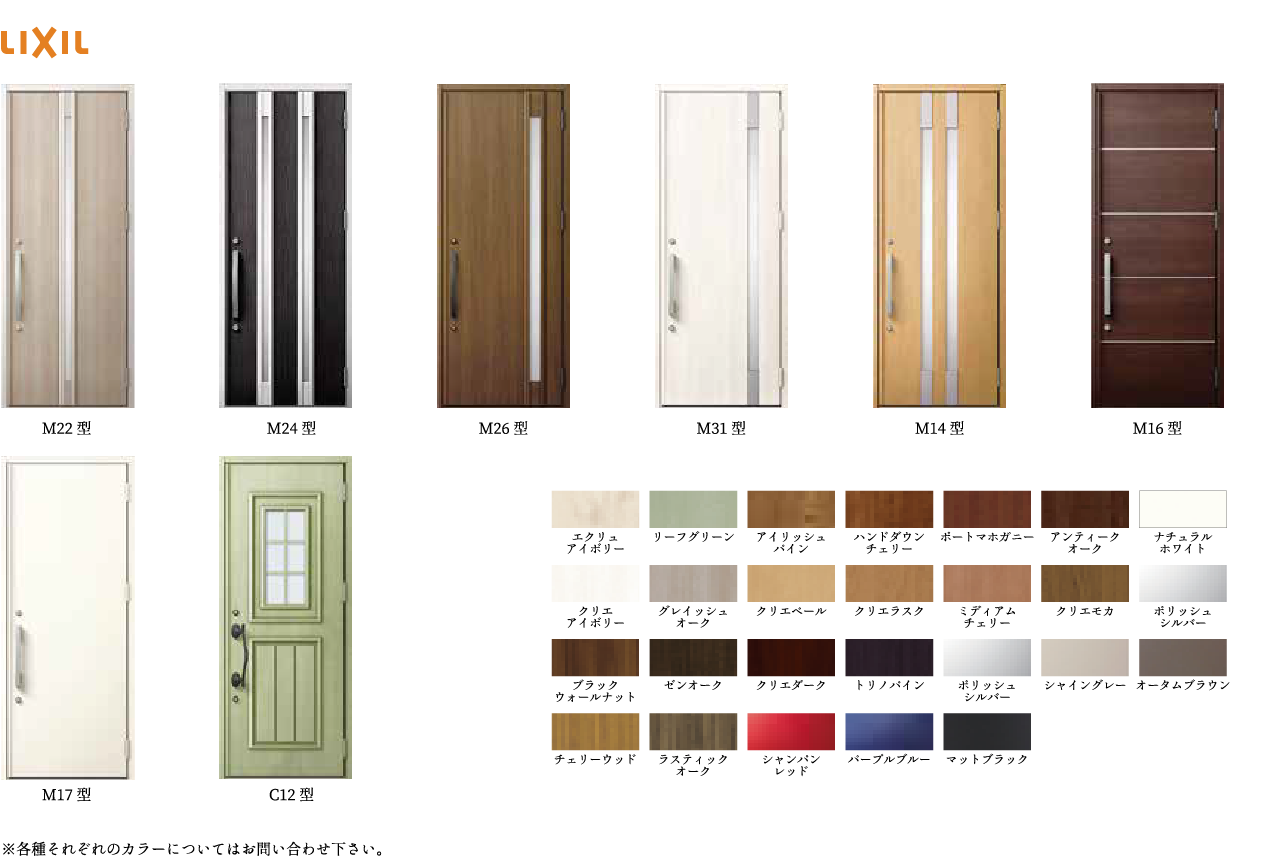 LIXIL
M22 型
M24 型
M26 型
M31 型
M14 型
M16 型
M17 型
C12 型
エクリュ
アイボリー
リーフグリーン
アイリッシュ
パイン
ハンドダウン
チェリー
ポートマホガニー
アンティーク
オーク
ナチュラル
ホワイト
クリエ
アイボリー
グレイッシュ
オーク
クリエペール
クリエラスク
ミディアム
チェリー
クリエモカ
ポリッシュ
シルバー
ブラック
ウォールナット
ゼンオーク
クリエダーク
トリノパイン
ポリッシュ
シルバー
シャイングレー
オータムブラウン
チェリーウッド
ラスティック
オーク
シャンパン
レッド
パープルブルー
マットブラック
※各種それぞれのカラーについてはお問い合わせ下さい。